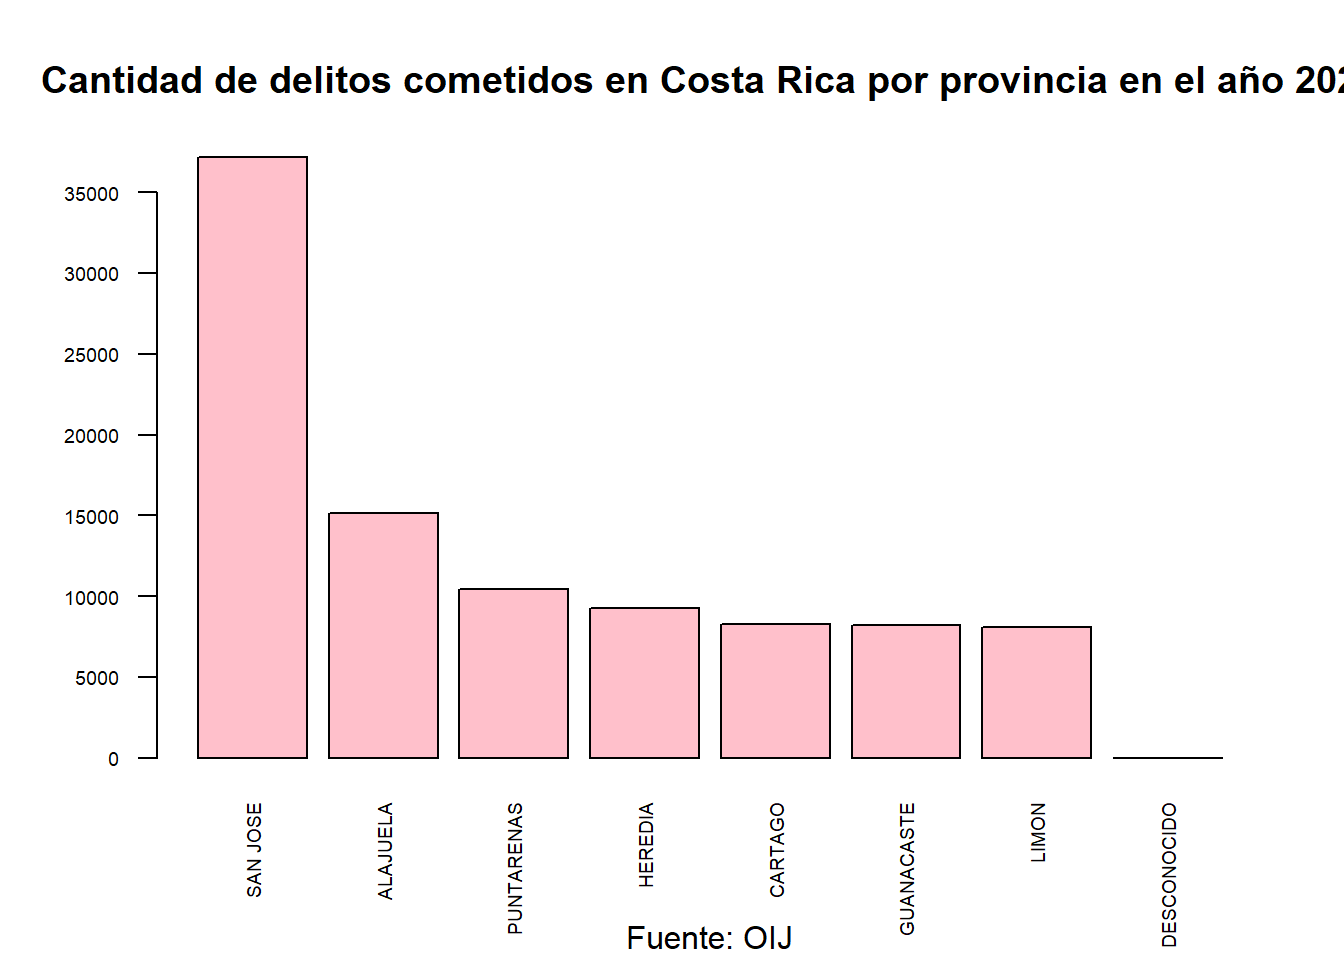 Cantidad de delitos cometidos en Costa Rica por provincia en el año
35000
30000
25000
20000
15000
10000
5000
0
SAN JOSE
ALAJUELA
PUNTARENAS
HEREDIA
CARTAGO
GUANACASTE
LIMON
DESCONOCIDO
Fuente: OIJ